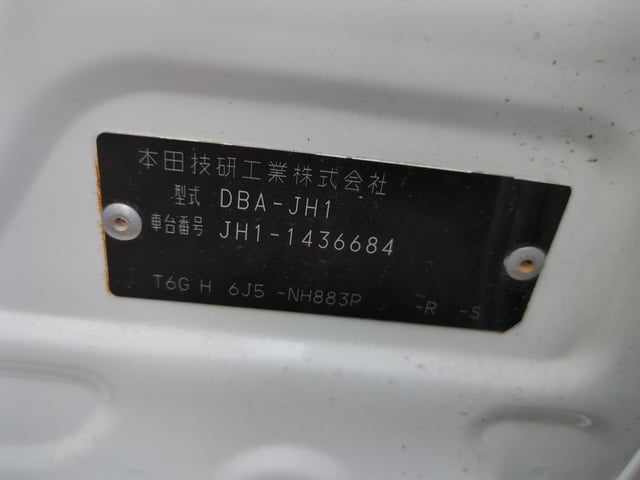 本田技研工業株式会社
型式 DBA-JH1
車台番号 JH1-1436684
T6G H 6J5 -NH883P -R -S